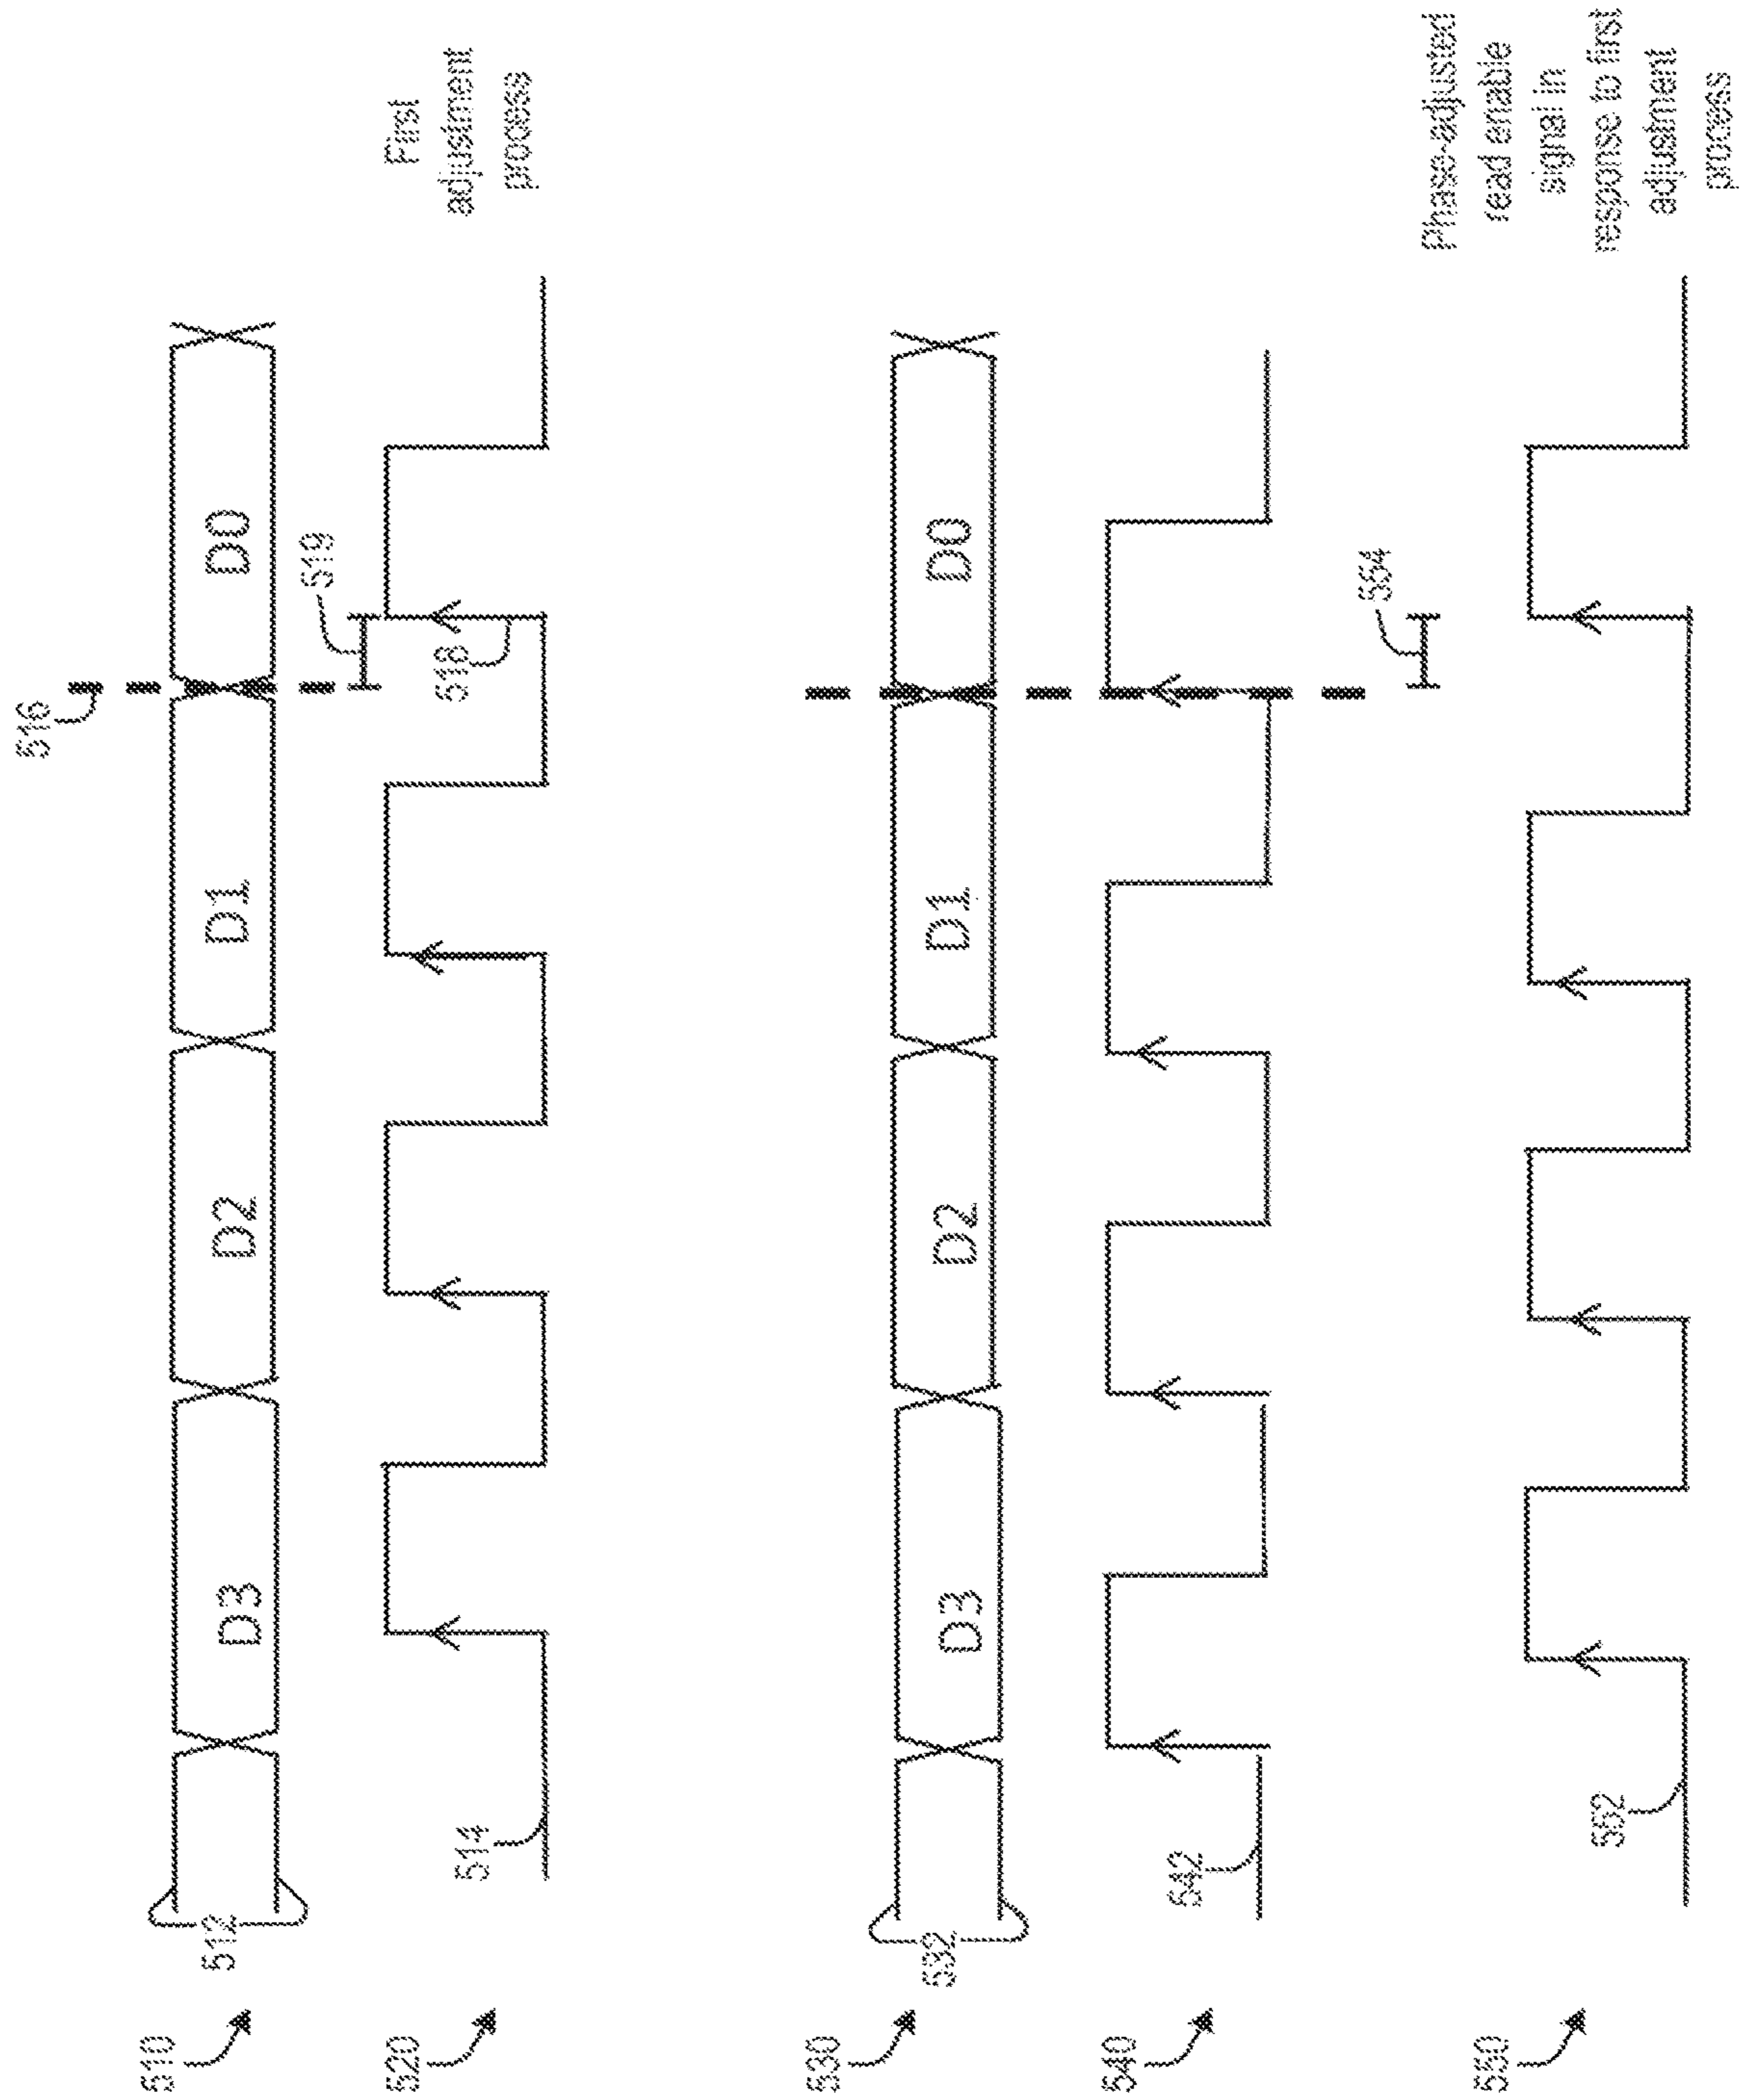 510
512
D3
D2
D1
D0
516
520
514
518
519
First
adjustment
process
530
532
D3
D2
D1
D0
540
542
554
550
552
Phase-adjusted
read enable
signal in
response to first
adjustment
process